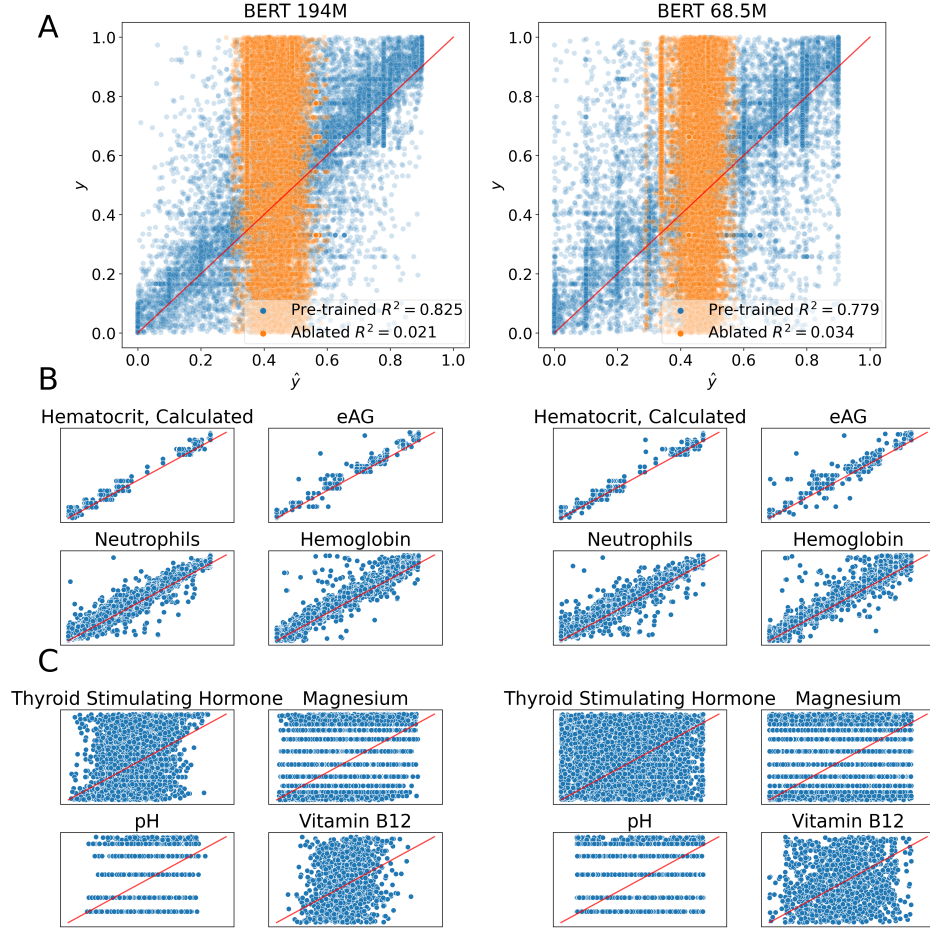 A
BERT 194M
BERT 68.5M
1.0
0.8
0.6
0.4
0.2
0.0
y
Pre-trained R² = 0.825
Ablated R² = 0.021
0.0 0.2 0.4 0.6 0.8 1.0
ŷ
1.0
0.8
0.6
0.4
0.2
0.0
y
Pre-trained R² = 0.779
Ablated R² = 0.034
0.0 0.2 0.4 0.6 0.8 1.0
ŷ
B
Hematocrit, Calculated
eAG
Hematocrit, Calculated
eAG
Neutrophils
Hemoglobin
Neutrophils
Hemoglobin
C
Thyroid Stimulating Hormone
Magnesium
Thyroid Stimulating Hormone
Magnesium
pH
Vitamin B12
pH
Vitamin B12